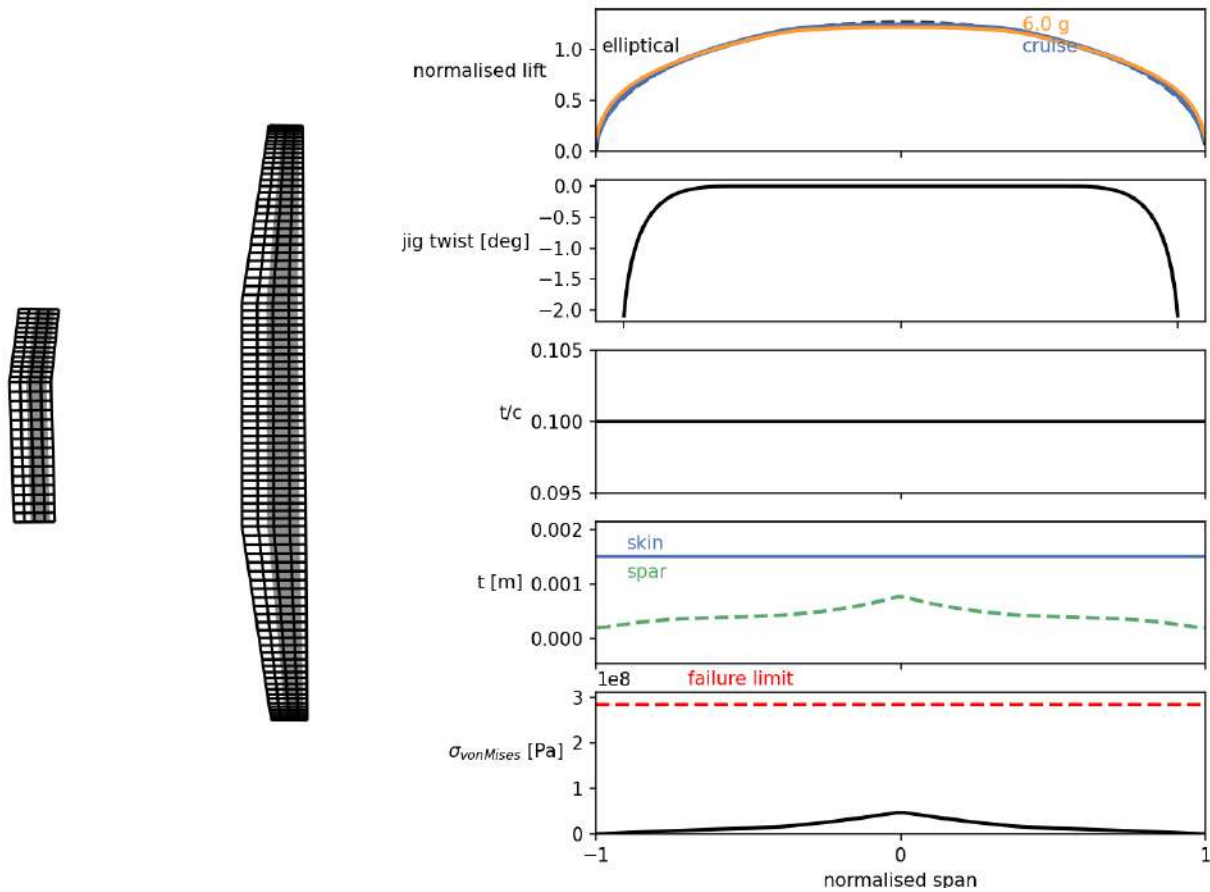 6.0 g
elliptical
cruise
normalised lift
1.0
0.5
0.0
jig twist [deg]
0.0
−0.5
−1.0
−1.5
−2.0
t/c
0.105
0.100
0.095
t [m]
0.002
0.001
0.000
skin
spar
1e8
failure limit
σvonMises [Pa]
3
2
1
0
−1
0
1
normalised span